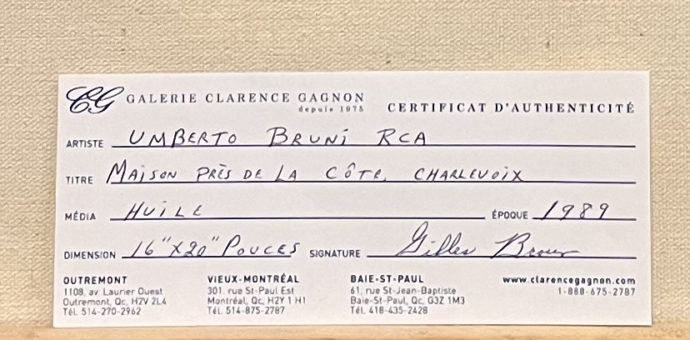 CG GALERIE CLARENCE GAGNON
depuis 1975
CERTIFICAT D'AUTHENTICITÉ
ARTISTE UMBERTO BRUNI RCA
TITRE MAISON PRÈS DE LA CÔTE, CHARLEVOIX
MÉDIA HUILE ÉPOQUE 1989
DIMENSION 16"X20" POUCES SIGNATURE Gilles
OUTREMONT
1108, av. Laurier Ouest
Outremont, Qc, H2V 2L4
Tél. 514-270-2962
VIEUX-MONTRÉAL
301, rue St-Paul Est
Montréal, Qc, H2Y 1H1
Tél. 514-875-2787
BAIE-ST-PAUL
61, rue St-Jean-Baptiste
Baie-St-Paul, Qc, G3Z 1M3
Tél. 418-435-2428
www.clarencegagnon.com
1-888-675-2787